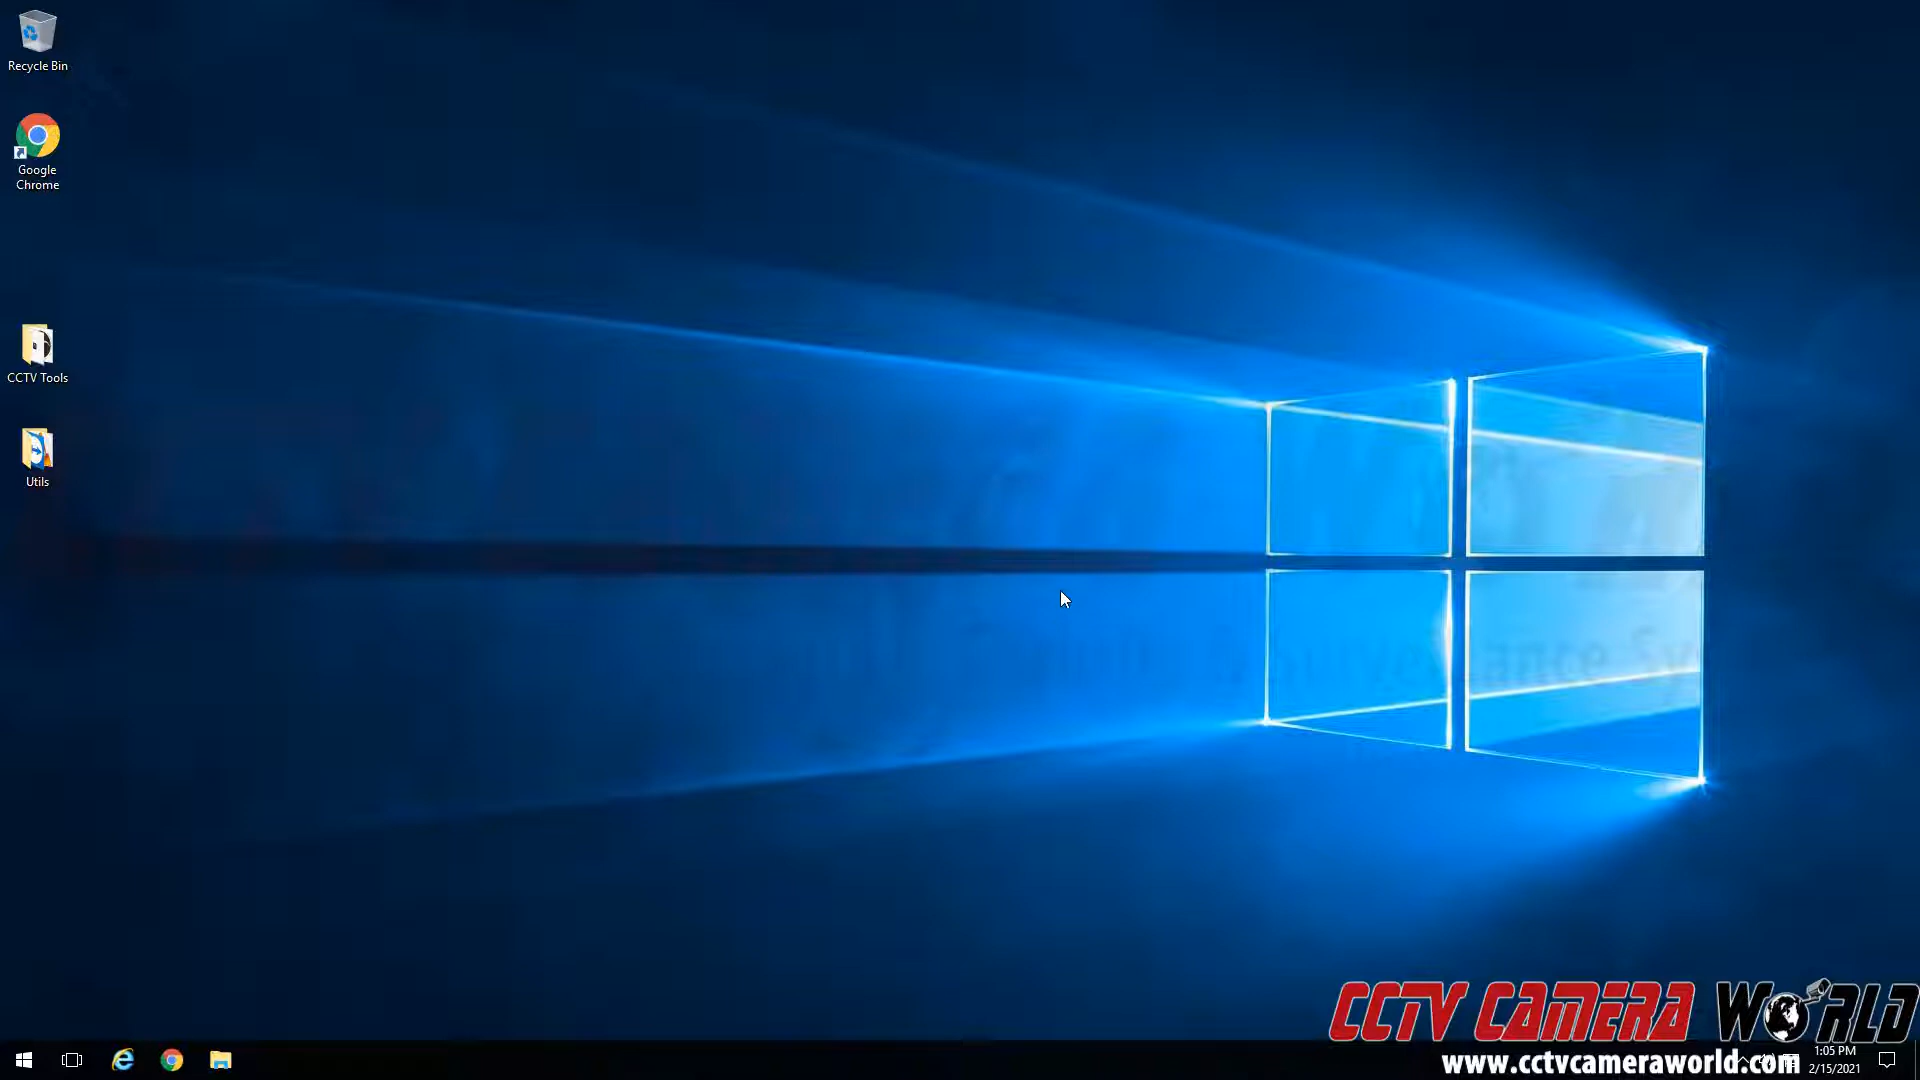 Recycle Bin
Google
Chrome
CCTV Tools
Utils
CCTV CAMERA WORLD
www.cctvcameraworld.com
1:05 PM
2/15/2021